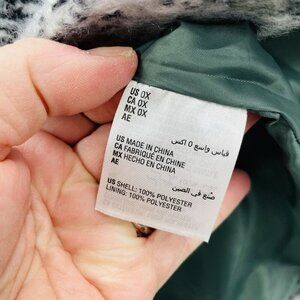 US 0X
CA 0X
MX 0X
AE
قياس واسع 0 اكس
US MADE IN CHINA
CA FABRIQUÉ EN CHINE
MX HECHO EN CHINA
AE
صنع في الصين
US SHELL: 100% POLYESTER
LINING: 100% POLYESTER